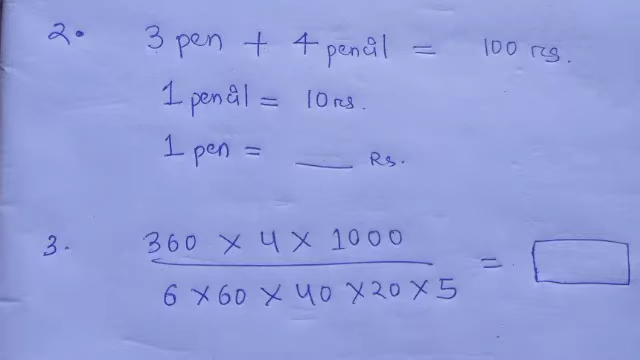 2. 3 pen + 4 pencil = 100 rs.
1 pencil = 10 rs.
1 pen = ___ Rs.
3. 360 × 4 × 1000
6 × 60 × 40 × 20 × 5 =